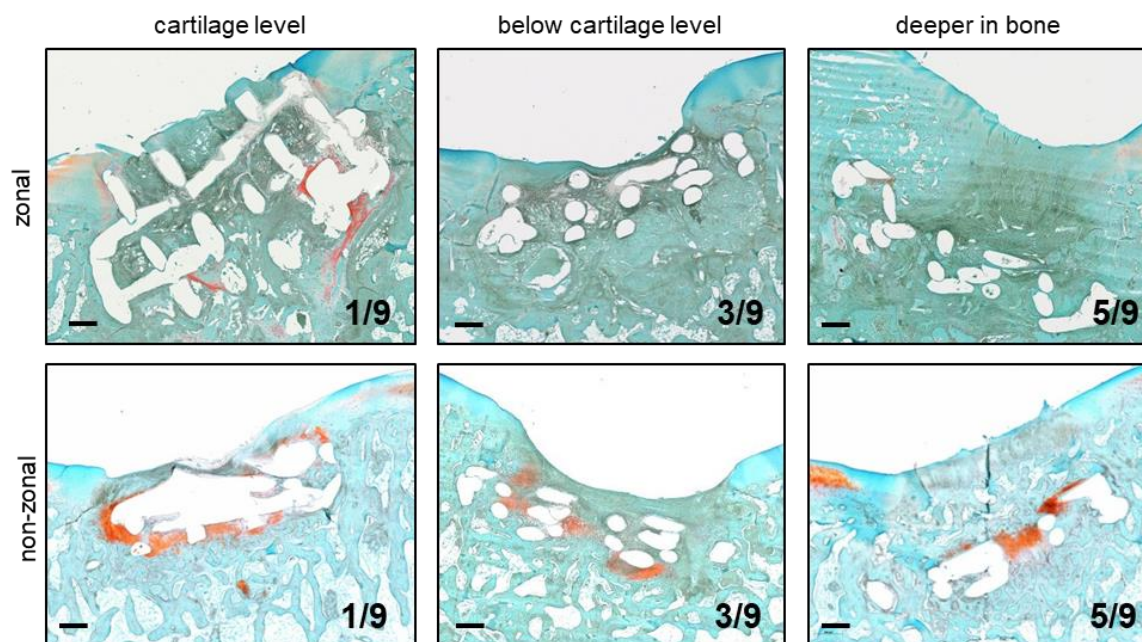 cartilage level
below cartilage level
deeper in bone
zonal
1/9
3/9
5/9
non-zonal
1/9
3/9
5/9